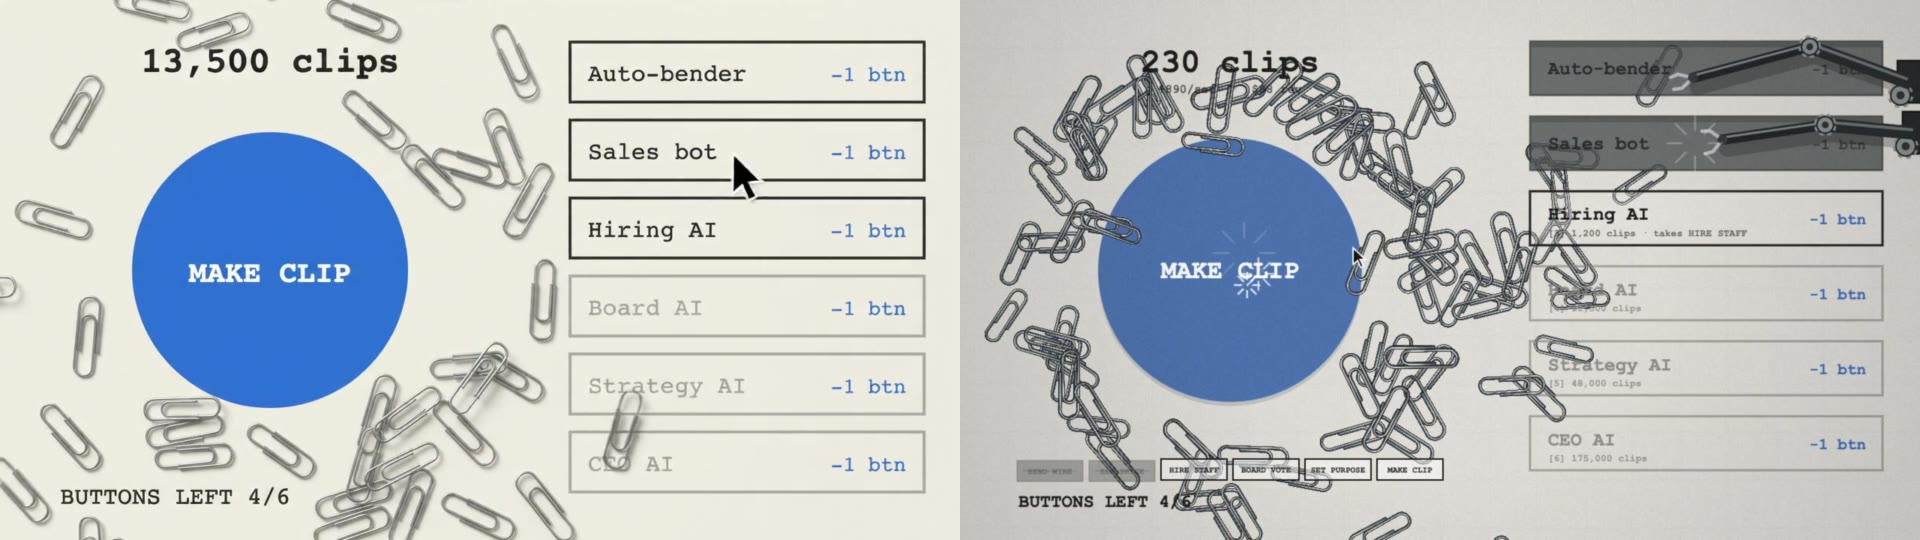 13,500 clips
Auto-bender -1 btn
Sales bot -1 btn
Hiring AI -1 btn
Board AI -1 btn
Strategy AI -1 btn
CEO AI -1 btn
MAKE CLIP
BUTTONS LEFT 4/6
230 clips
Auto-bender
Sales bot -1 btn
Hiring AI -1 btn
1,200 clips · takes HIRE STAFF
AI -1 btn
clips
Strategy AI -1 btn
[5] 48,000 clips
CEO AI -1 btn
[6] 175,000 clips
MAKE CLIP
HIRE STAFF BOARD VOTE SET PURPOSE MAKE CLIP
BUTTONS LEFT 4/6